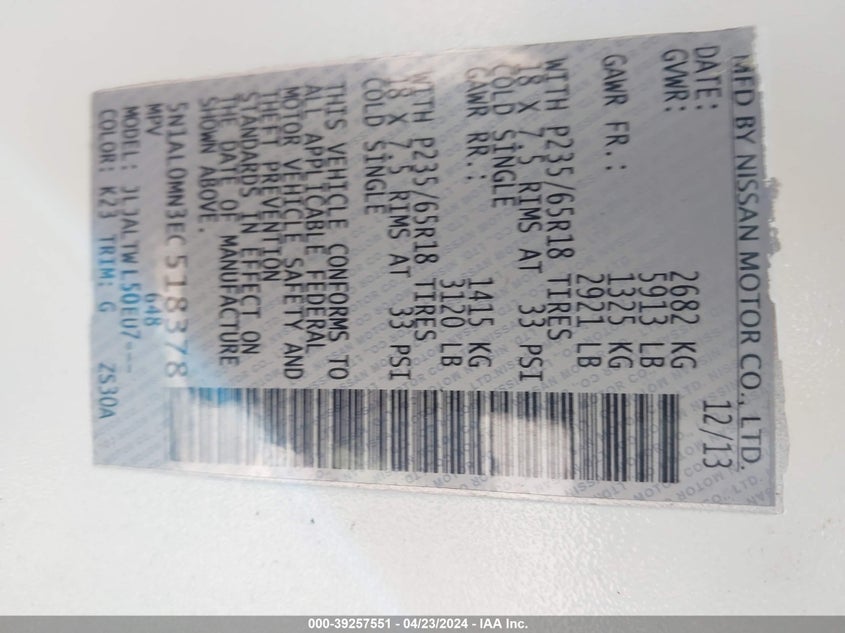 MFD BY NISSAN MOTOR CO., LTD.
DATE: 12/13
GVWR: 2682 KG
5913 LB
GAWR FR.: 1325 KG
2921 LB
WITH P235/65R18 TIRES
18 X 7.5 RIMS AT 33 PSI
COLD SINGLE
GAWR RR.: 1415 KG
3120 LB
WITH P235/65R18 TIRES
18 X 7.5 RIMS AT 33 PSI
COLD SINGLE
THIS VEHICLE CONFORMS TO
ALL APPLICABLE FEDERAL
MOTOR VEHICLE SAFETY AND
THEFT PREVENTION
STANDARDS IN EFFECT ON
THE DATE OF MANUFACTURE
SHOWN ABOVE.
5N1AL0MN3EC518378
MPV 648
MODEL: JLJALTWL50EU7---
COLOR: K23 TRIM: G ZS30A
000-39257551 - 04/23/2024 - IAA Inc.